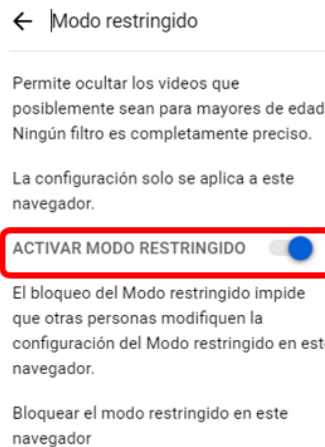 Modo restringido
Permite ocultar los videos que
posiblemente sean para mayores de edad
Ningún filtro es completamente preciso.
La configuración solo se aplica a este
navegador.
ACTIVAR MODO RESTRINGIDO
El bloqueo del Modo restringido impide
que otras personas modifiquen la
configuración del Modo restringido en est
navegador.
Bloquear el modo restringido en este
navegador